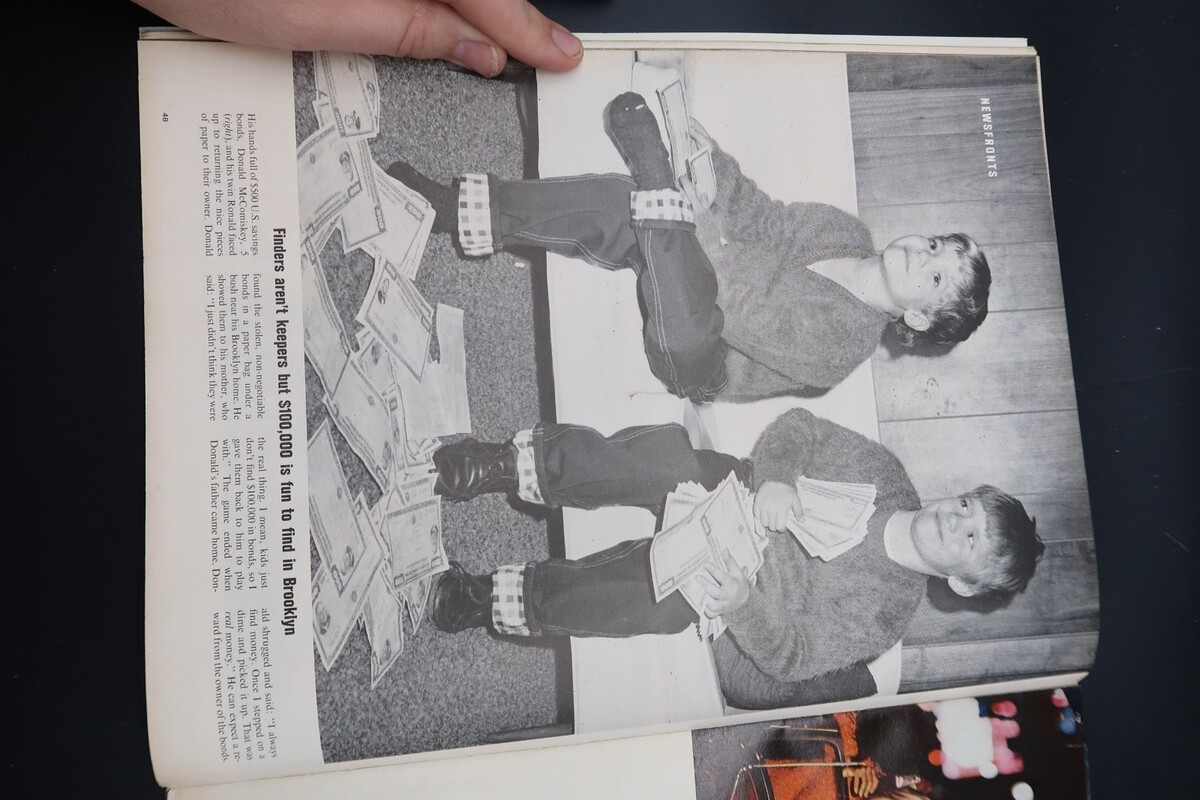 NEWSFRONTS
Finders aren't keepers but $100,000 is fun to find in Brooklyn
His hands full of $500 U.S. savings
bonds, Donald McComiskey, 5
(right), and his twin Ronald faced
up to returning the nice pieces
of paper to their owner. Donald
found the stolen, non-negotiable
bonds in a paper bag under a
bush near his Brooklyn home. He
showed them to his mother, who
said: "I just didn't think they were
the real thing. I mean, kids just
don't find $100,000 in bonds, so I
gave them back to him to play
with." The game ended when
Donald's father came home. Don-
ald shrugged and said: "I always
find money. Once I stepped on a
dime and picked it up. That was
real money." He can expect a re-
ward from the owner of the bonds.
48